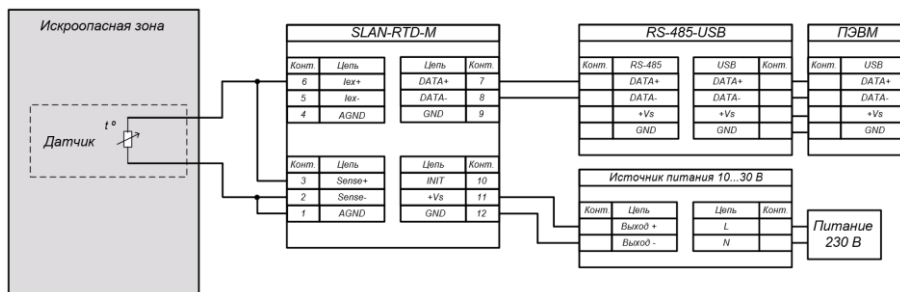 Искроопасная зона
Датчик
t°
SLAN-RTD-M
Конт. Цепь Цепь Конт.
6 Iex+ DATA+ 7
5 Iex- DATA- 8
4 AGND GND 9
Конт. Цепь Цепь Конт.
3 Sense+ INIT 10
2 Sense- +Vs 11
1 AGND GND 12
RS-485-USB
Конт. RS-485 USB Конт.
DATA+ DATA+
DATA- DATA-
+Vs +Vs
GND GND
ПЭВМ
Конт. USB
DATA+
DATA-
+Vs
GND
Источник питания 10...30 В
Конт. Цепь Цепь Конт.
Выход + L
Выход - N
Питание
230 В